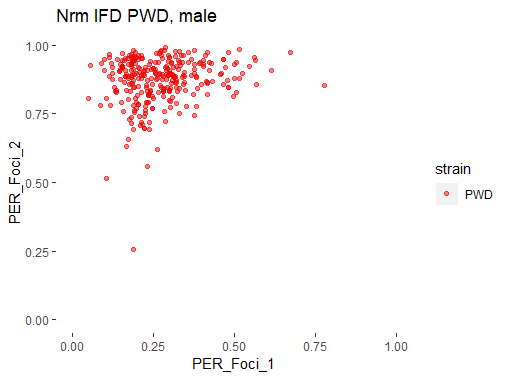 Nrm IFD PWD, male
1.00
0.75
0.50
0.25
0.00
PER_Foci_2
0.00 0.25 0.50 0.75 1.00
PER_Foci_1
strain
PWD